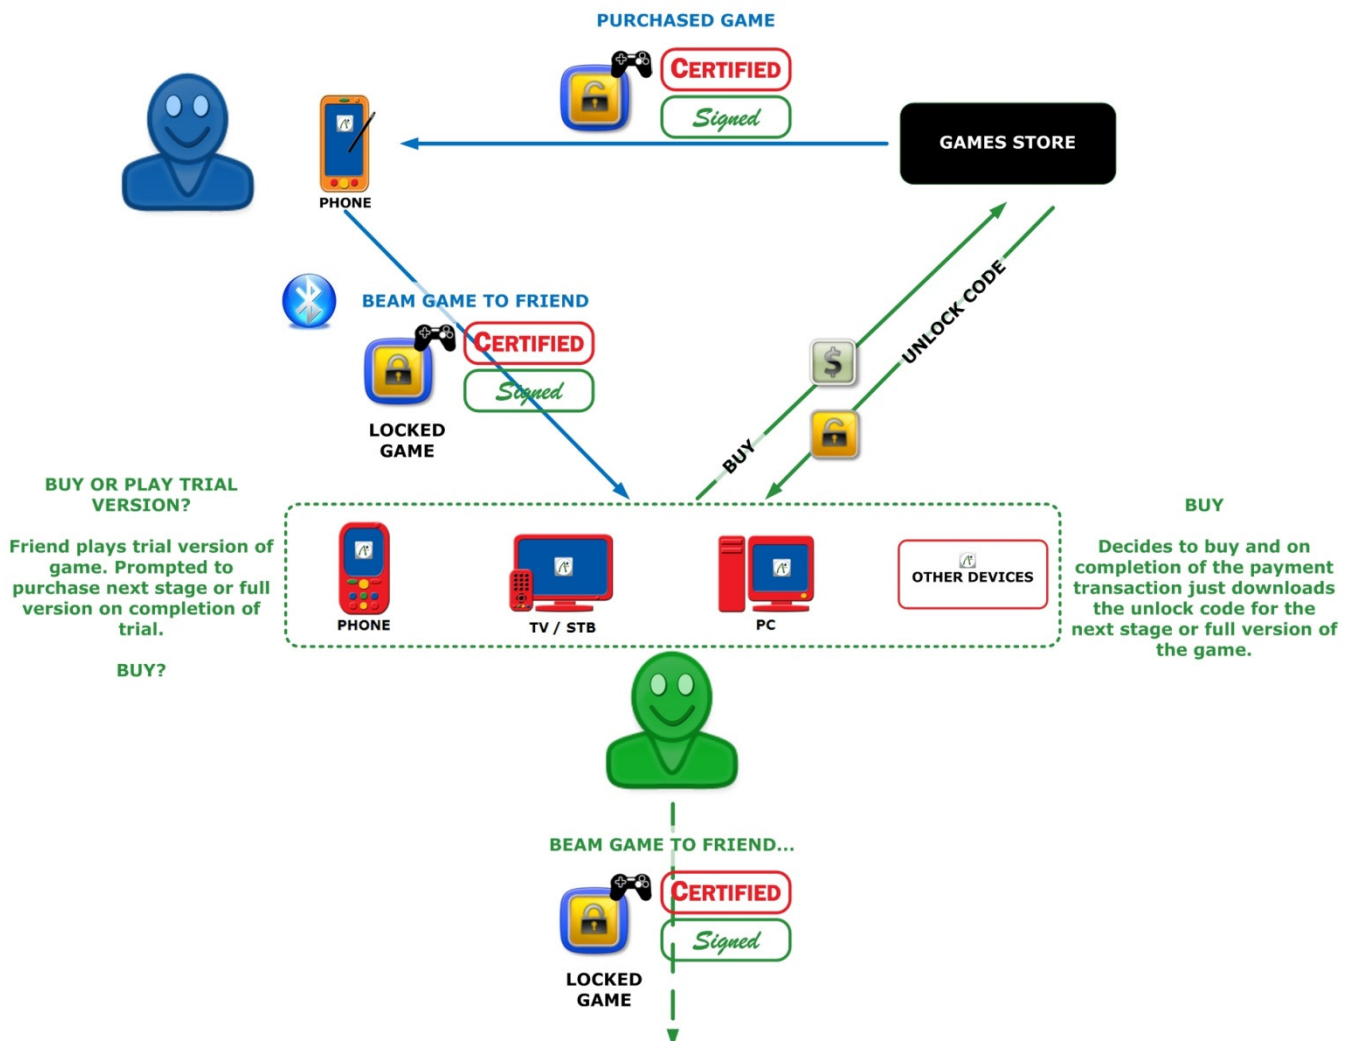 PURCHASED GAME
CERTIFIED
Signed
GAMES STORE
PHONE
BEAM GAME TO FRIEND
CERTIFIED
Signed
LOCKED
GAME
$
UNLOCK CODE
BUY
BUY OR PLAY TRIAL
VERSION?
Friend plays trial version of
game. Prompted to
purchase next stage or full
version on completion of
trial.
BUY?
PHONE
TV / STB
PC
OTHER DEVICES
BUY
Decides to buy and on
completion of the payment
transaction just downloads
the unlock code for the
next stage or full version of
the game.
BEAM GAME TO FRIEND...
CERTIFIED
Signed
LOCKED
GAME